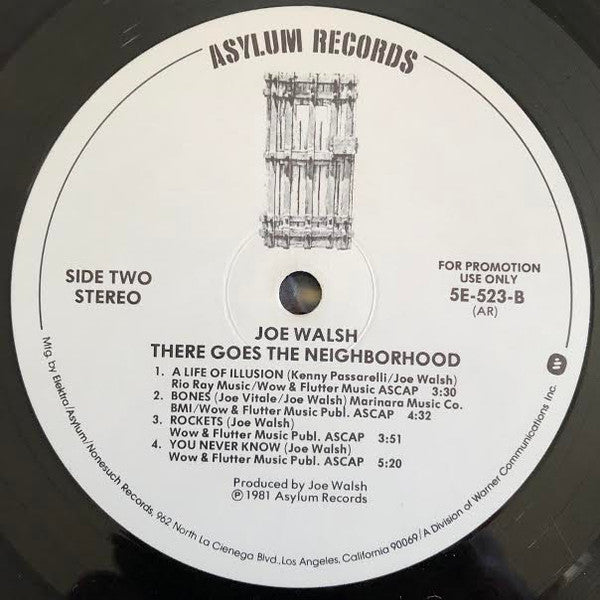 ASYLUM RECORDS
SIDE TWO
STEREO
FOR PROMOTION
USE ONLY
5E-523-B
(AR)
JOE WALSH
THERE GOES THE NEIGHBORHOOD
1. A LIFE OF ILLUSION (Kenny Passarelli/Joe Walsh)
Rio Ray Music/Wow & Flutter Music ASCAP 3:30
2. BONES (Joe Vitale/Joe Walsh) Marinara Music Co.
BMI/Wow & Flutter Music Publ. ASCAP 4:32
3. ROCKETS (Joe Walsh)
Wow & Flutter Music Publ. ASCAP 3:51
4. YOU NEVER KNOW (Joe Walsh)
Wow & Flutter Music Publ. ASCAP 5:20
Produced by Joe Walsh
℗ 1981 Asylum Records
Mfg. by Elektra/Asylum/Nonesuch Records, 962 North La Cienega Blvd., Los Angeles, California 90069/A Division of Warner Communications Inc.